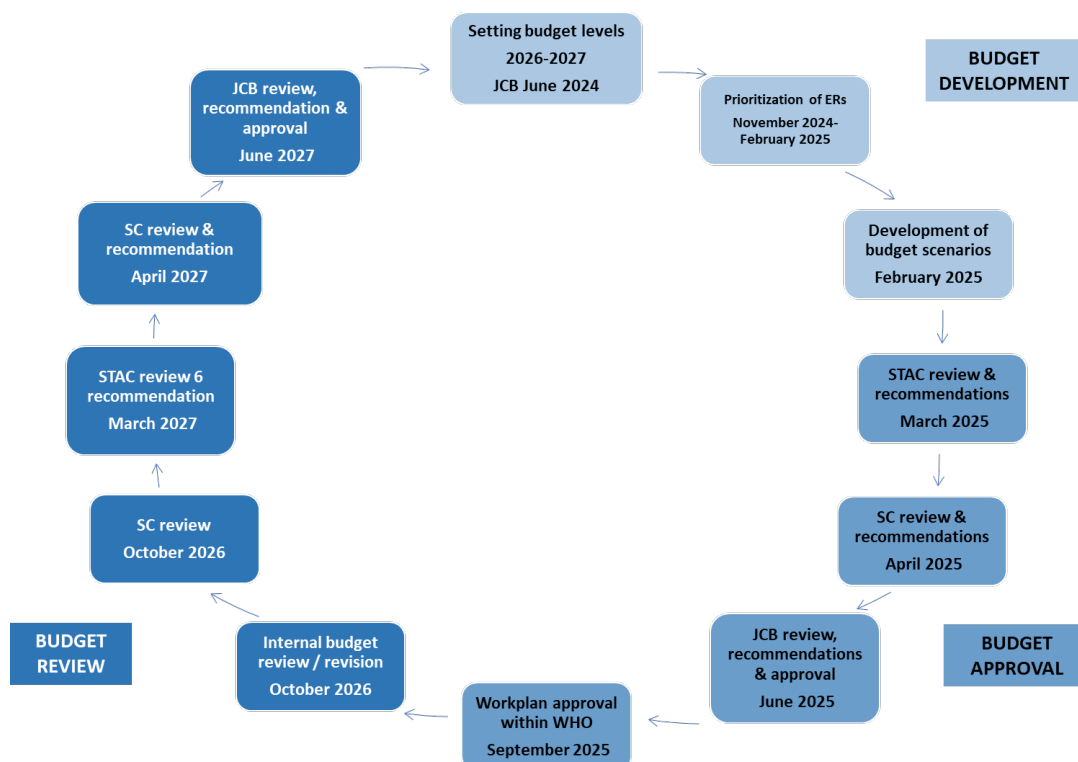 Setting budget levels
2026-2027
JCB June 2024
BUDGET
DEVELOPMENT
Prioritization of ERs
November 2024-
February 2025
Development of
budget scenarios
February 2025
STAC review &
recommendations
March 2025
SC review &
recommendations
April 2025
BUDGET
APPROVAL
JCB review,
recommendations
& approval
June 2025
Workplan approval
within WHO
September 2025
Internal budget
review / revision
October 2026
BUDGET
REVIEW
SC review
October 2026
STAC review 6
recommendation
March 2027
SC review &
recommendation
April 2027
JCB review,
recommendation &
approval
June 2027